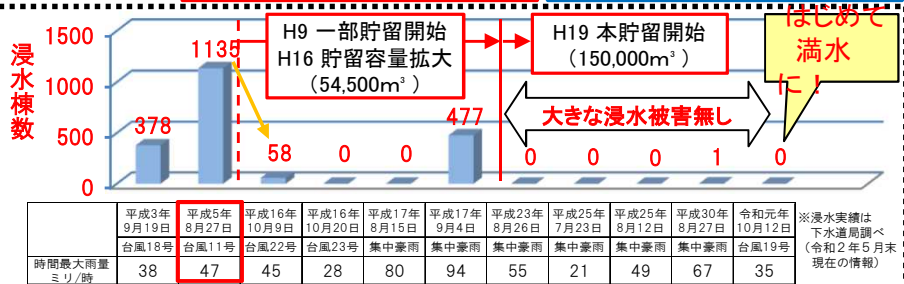 浸水棟数
1500
1000
500
0
378
1135
58
0
0
477
0
0
0
1
0
H9 一部貯留開始
H16 貯留容量拡大
（54,500m³ ）
H19 本貯留開始
（150,000m³ ）
はじめて
満水
に！
大きな浸水被害無し
平成3年 平成5年 平成16年 平成16年 平成17年 平成17年 平成23年 平成25年 平成25年 平成30年 令和元年
9月19日 8月27日 10月9日 10月20日 8月15日 9月4日 8月26日 7月23日 8月12日 8月27日 10月12日
台風18号 台風11号 台風22号 台風23号 集中豪雨 集中豪雨 集中豪雨 集中豪雨 集中豪雨 集中豪雨 台風19号
時間最大雨量
ミリ/時
38 47 45 28 80 94 55 21 49 67 35
※浸水実績は
下水道局調べ
（令和２年５月末
現在の情報）